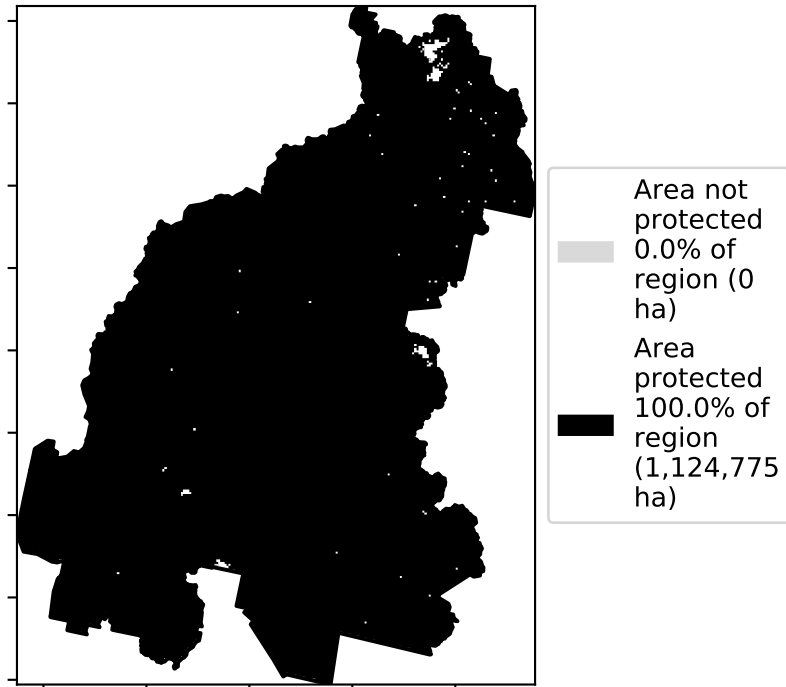 Area not
protected
0.0% of
region (0
ha)
Area
protected
100.0% of
region
(1,124,775
ha)